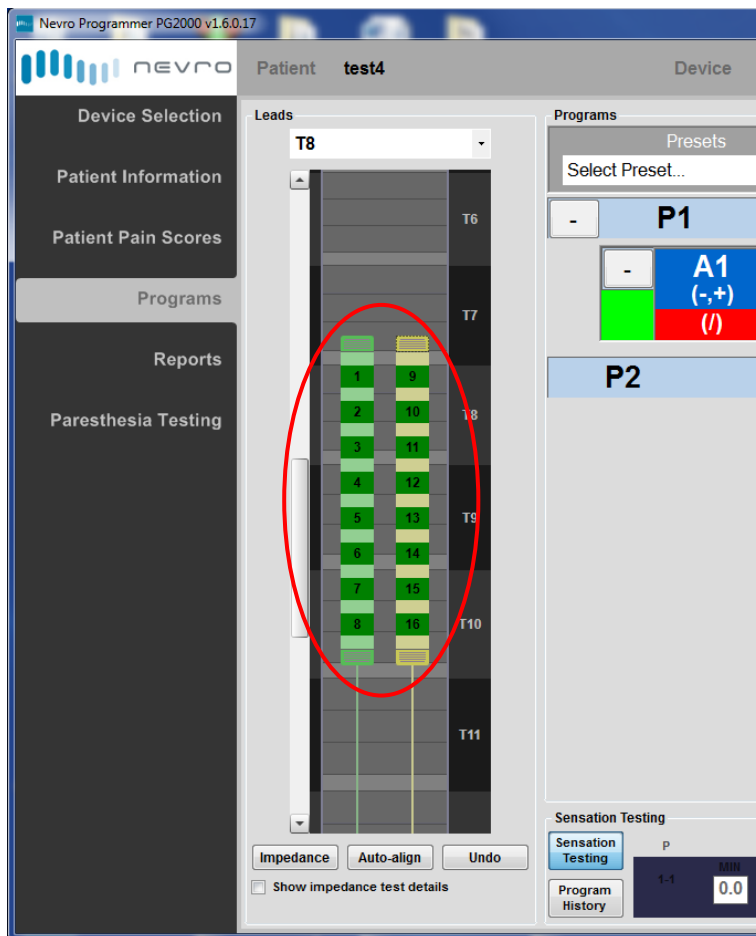 Nevro Programmer PG2000 v1.6.0.17
nevro
Patient test4
Device
Device Selection
Patient Information
Patient Pain Scores
Programs
Reports
Paresthesia Testing
Leads
T8
T6
T7
T8
T9
T10
T11
1 9
2 10
3 11
4 12
5 13
6 14
7 15
8 16
Impedance Auto-align Undo
Show impedance test details
Programs
Presets
Select Preset...
- P1
- A1
(-,+)
(/)
P2
Sensation Testing
Sensation
Testing
Program
History
P
1-1
MIN
0.0